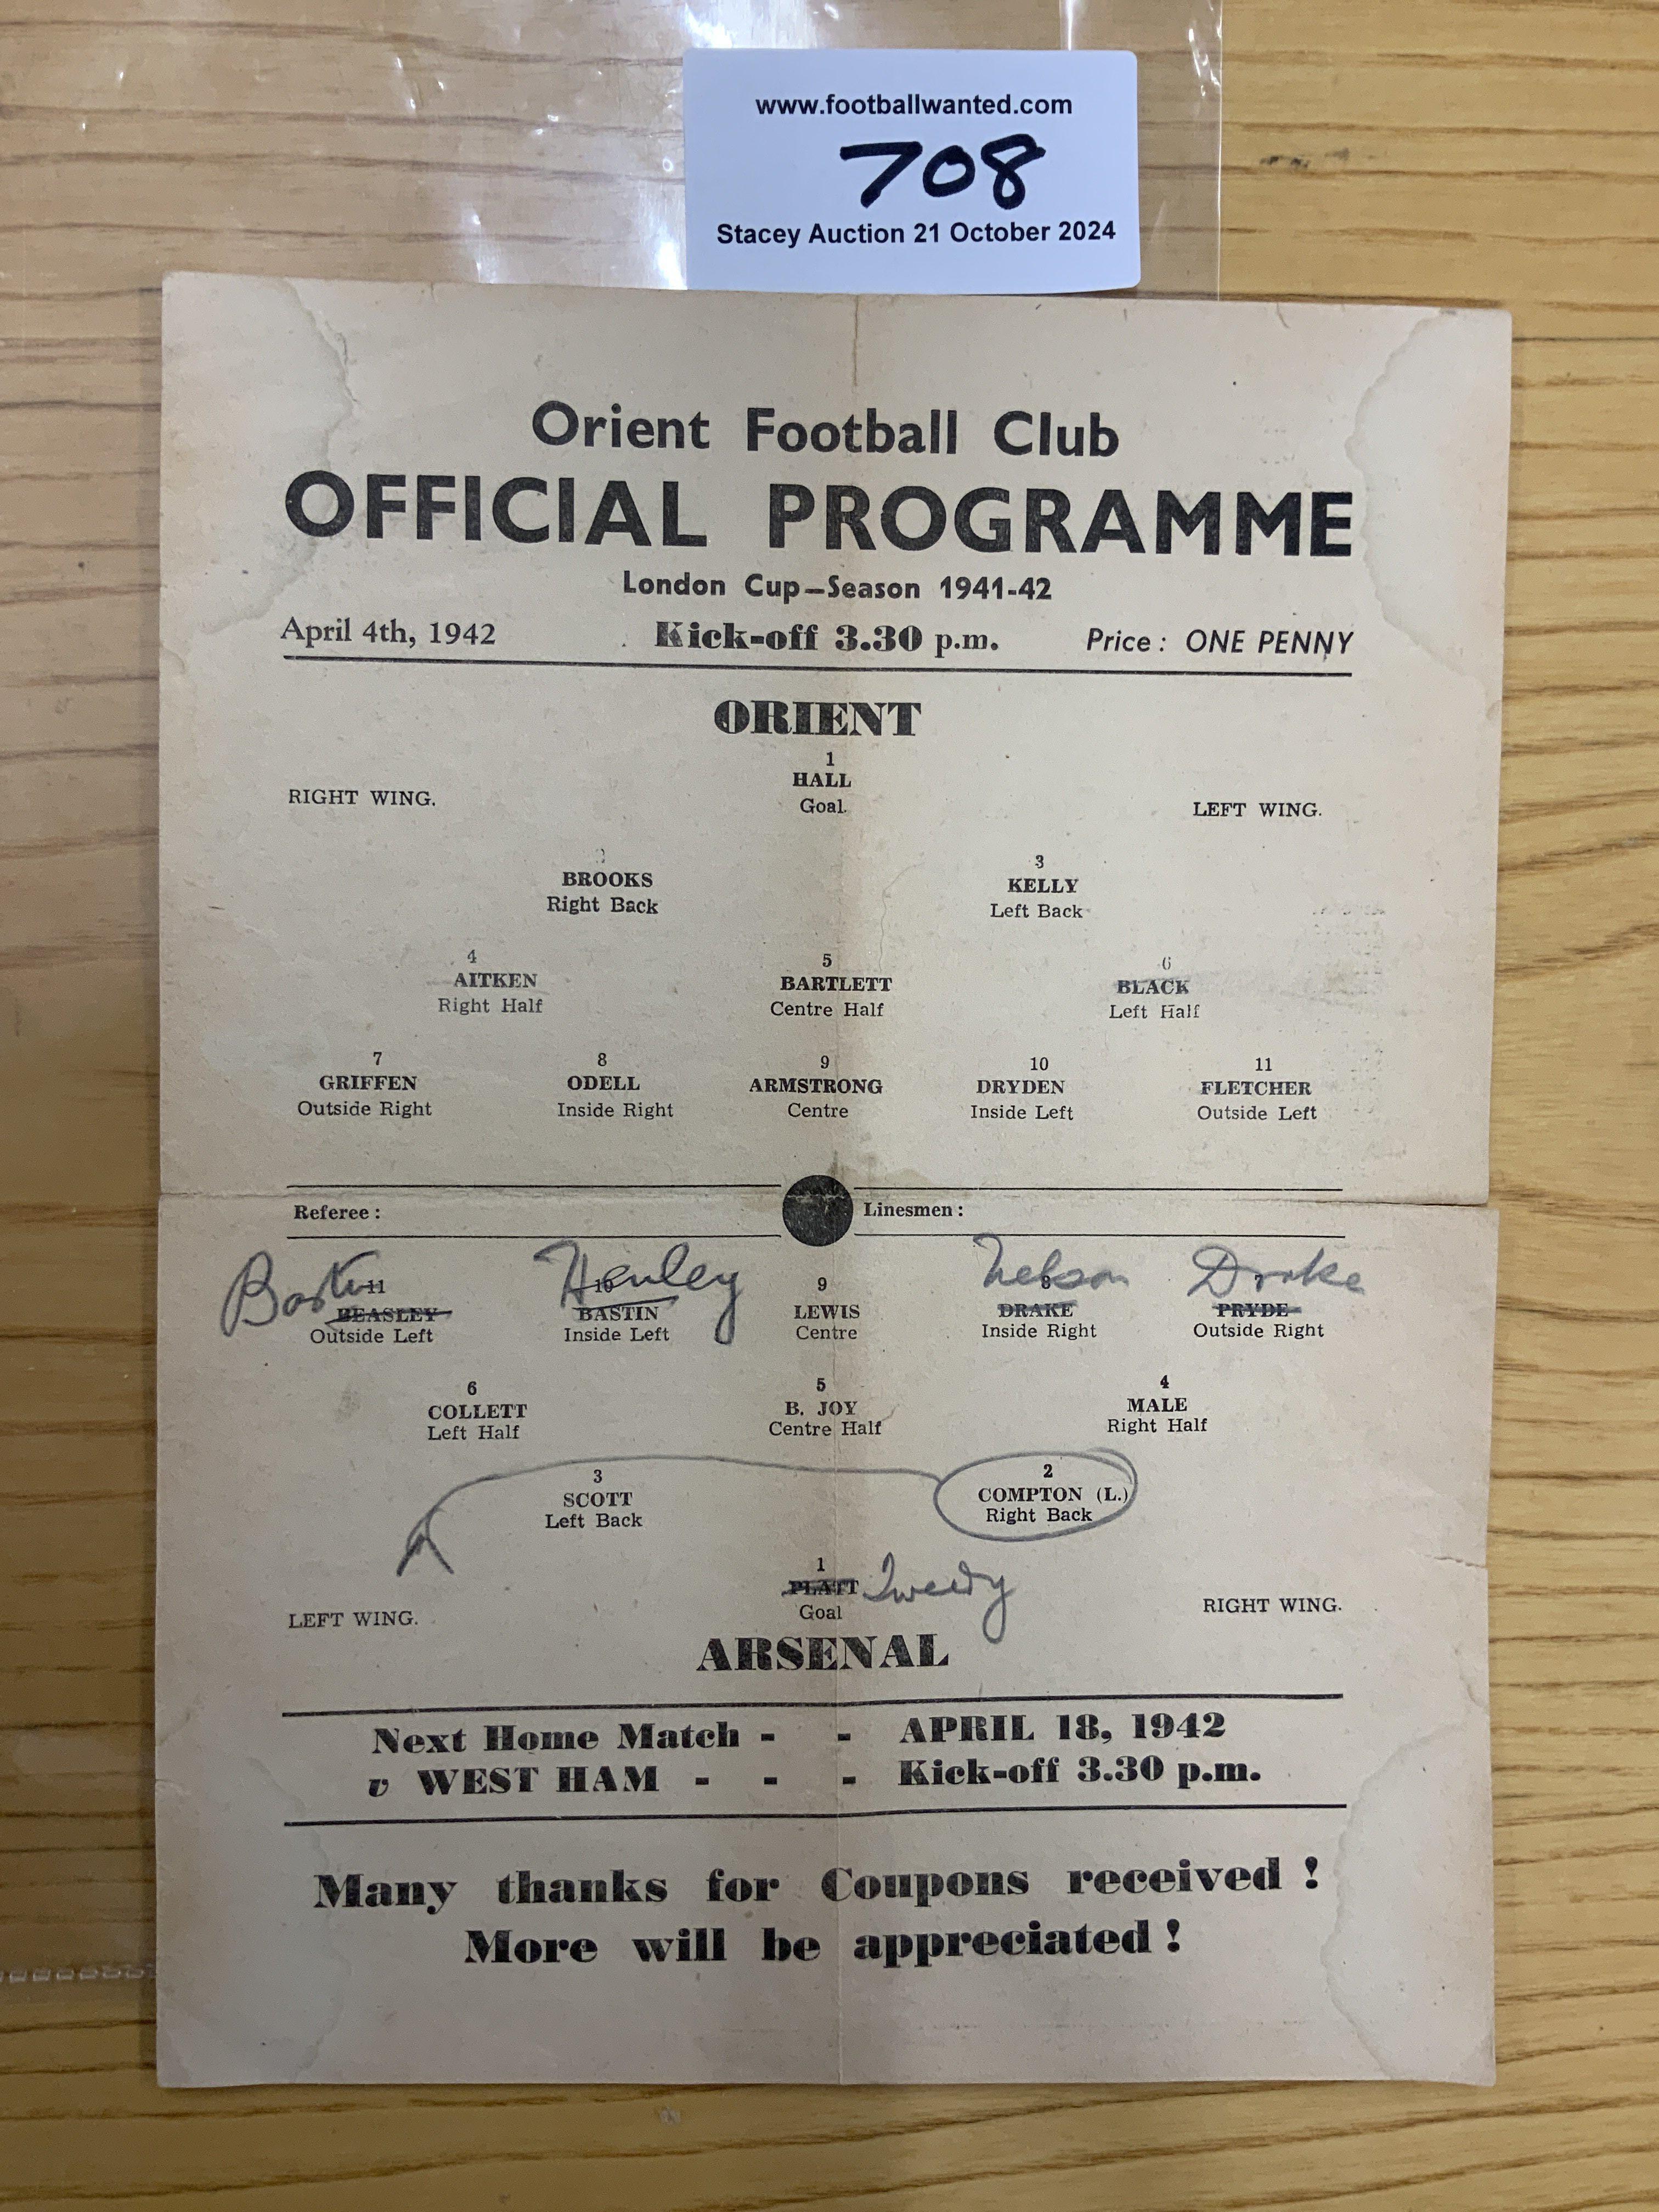 www.footballwanted.com
708
Stacey Auction 21 October 2024
Orient Football Club
OFFICIAL PROGRAMME
London Cup—Season 1941-42
April 4th, 1942 Kick-off 3.30 p.m. Price : ONE PENNY
ORIENT
1
HALL
Goal.
RIGHT WING. LEFT WING.
3
BROOKS KELLY
Right Back Left Back
4 5 6
AITKEN BARTLETT BLACK
Right Half Centre Half Left Half
7 8 9 10 11
GRIFFEN ODELL ARMSTRONG DRYDEN FLETCHER
Outside Right Inside Right Centre Inside Left Outside Left
Referee : Linesmen :
Bastin Henley Nelson Drake
11 10 9 8 7
BEASLEY BASTIN LEWIS DRAKE PRYDE
Outside Left Inside Left Centre Inside Right Outside Right
6 5 4
COLLETT B. JOY MALE
Left Half Centre Half Right Half
3 2
SCOTT COMPTON (L.)
Left Back Right Back
1
PLATT Tweedy
Goal
LEFT WING. RIGHT WING.
ARSENAL
Next Home Match - - APRIL 18, 1942
v WEST HAM - - - Kick-off 3.30 p.m.
Many thanks for Coupons received !
More will be appreciated !